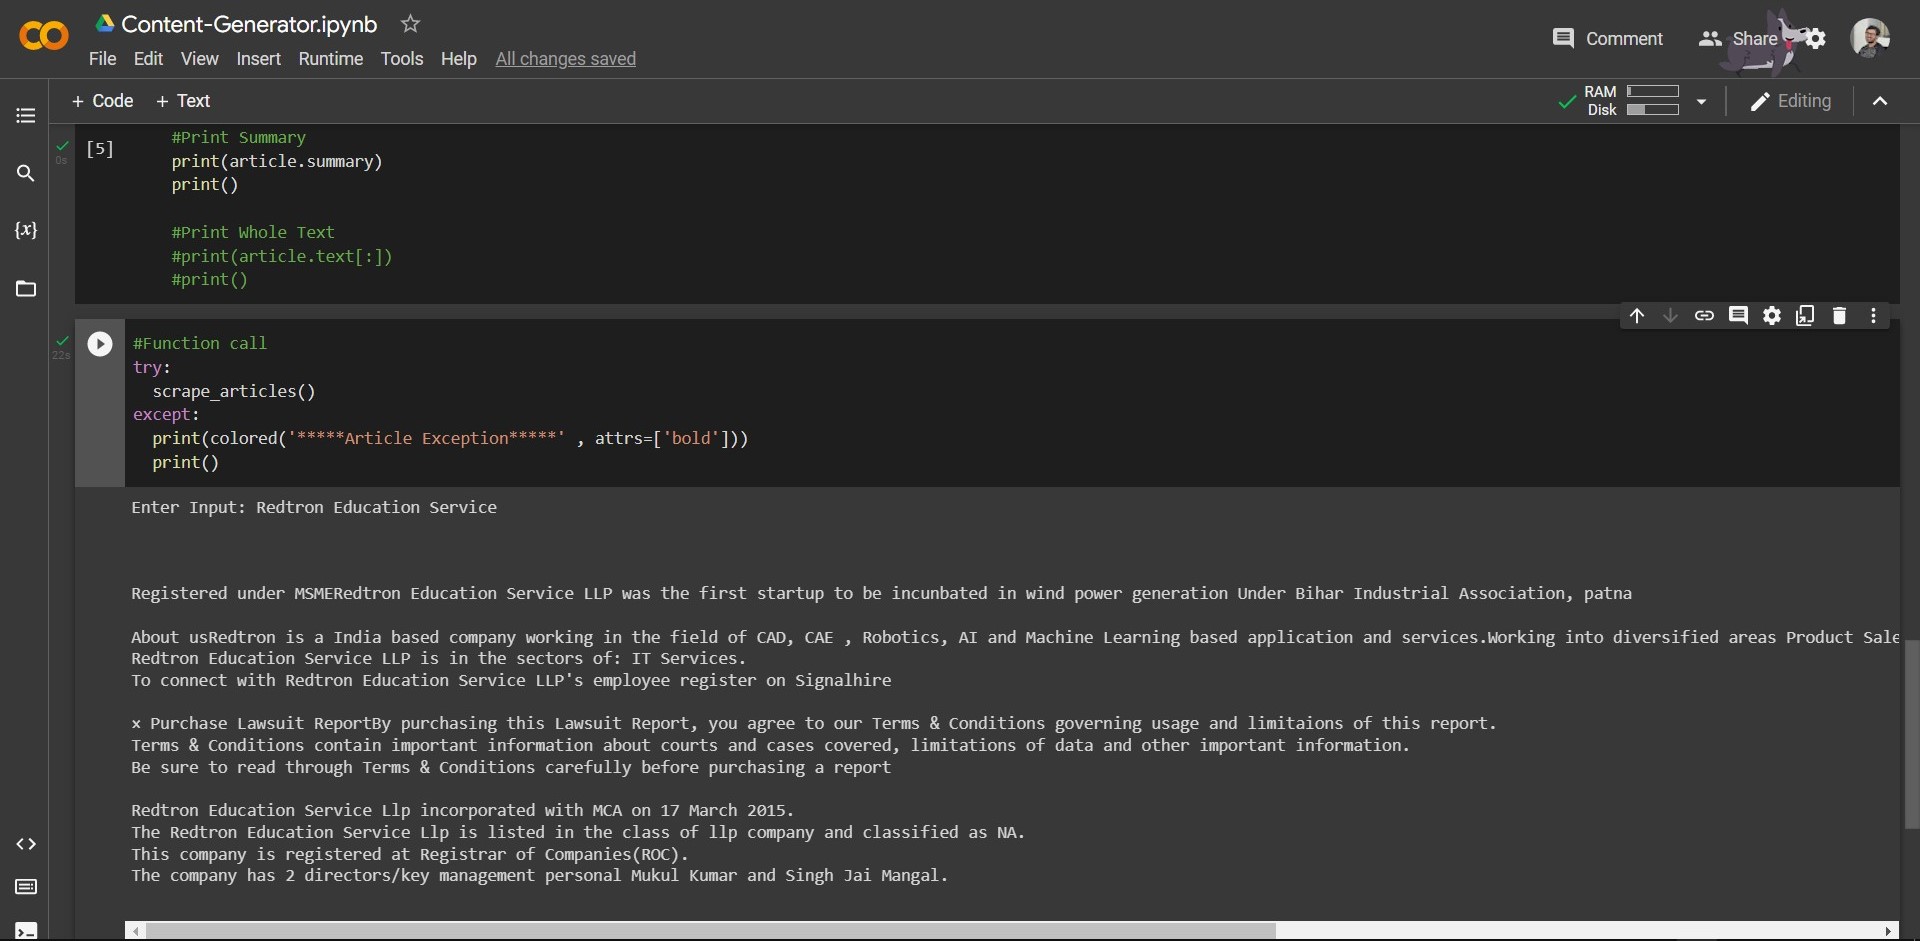 Content-Generator.ipynb
File Edit View Insert Runtime Tools Help All changes saved
Comment Share
+ Code + Text
RAM
Disk
Editing
[5]
0s
#Print Summary
print(article.summary)
print()
#Print Whole Text
#print(article.text[:])
#print()
22s
#Function call
try:
scrape_articles()
except:
print(colored('*****Article Exception*****' , attrs=['bold']))
print()
Enter Input: Redtron Education Service
Registered under MSMERedtron Education Service LLP was the first startup to be incunbated in wind power generation Under Bihar Industrial Association, patna
About usRedtron is a India based company working in the field of CAD, CAE , Robotics, AI and Machine Learning based application and services.Working into diversified areas Product Sale
Redtron Education Service LLP is in the sectors of: IT Services.
To connect with Redtron Education Service LLP's employee register on Signalhire
x Purchase Lawsuit ReportBy purchasing this Lawsuit Report, you agree to our Terms & Conditions governing usage and limitaions of this report.
Terms & Conditions contain important information about courts and cases covered, limitations of data and other important information.
Be sure to read through Terms & Conditions carefully before purchasing a report
Redtron Education Service Llp incorporated with MCA on 17 March 2015.
The Redtron Education Service Llp is listed in the class of llp company and classified as NA.
This company is registered at Registrar of Companies(ROC).
The company has 2 directors/key management personal Mukul Kumar and Singh Jai Mangal.